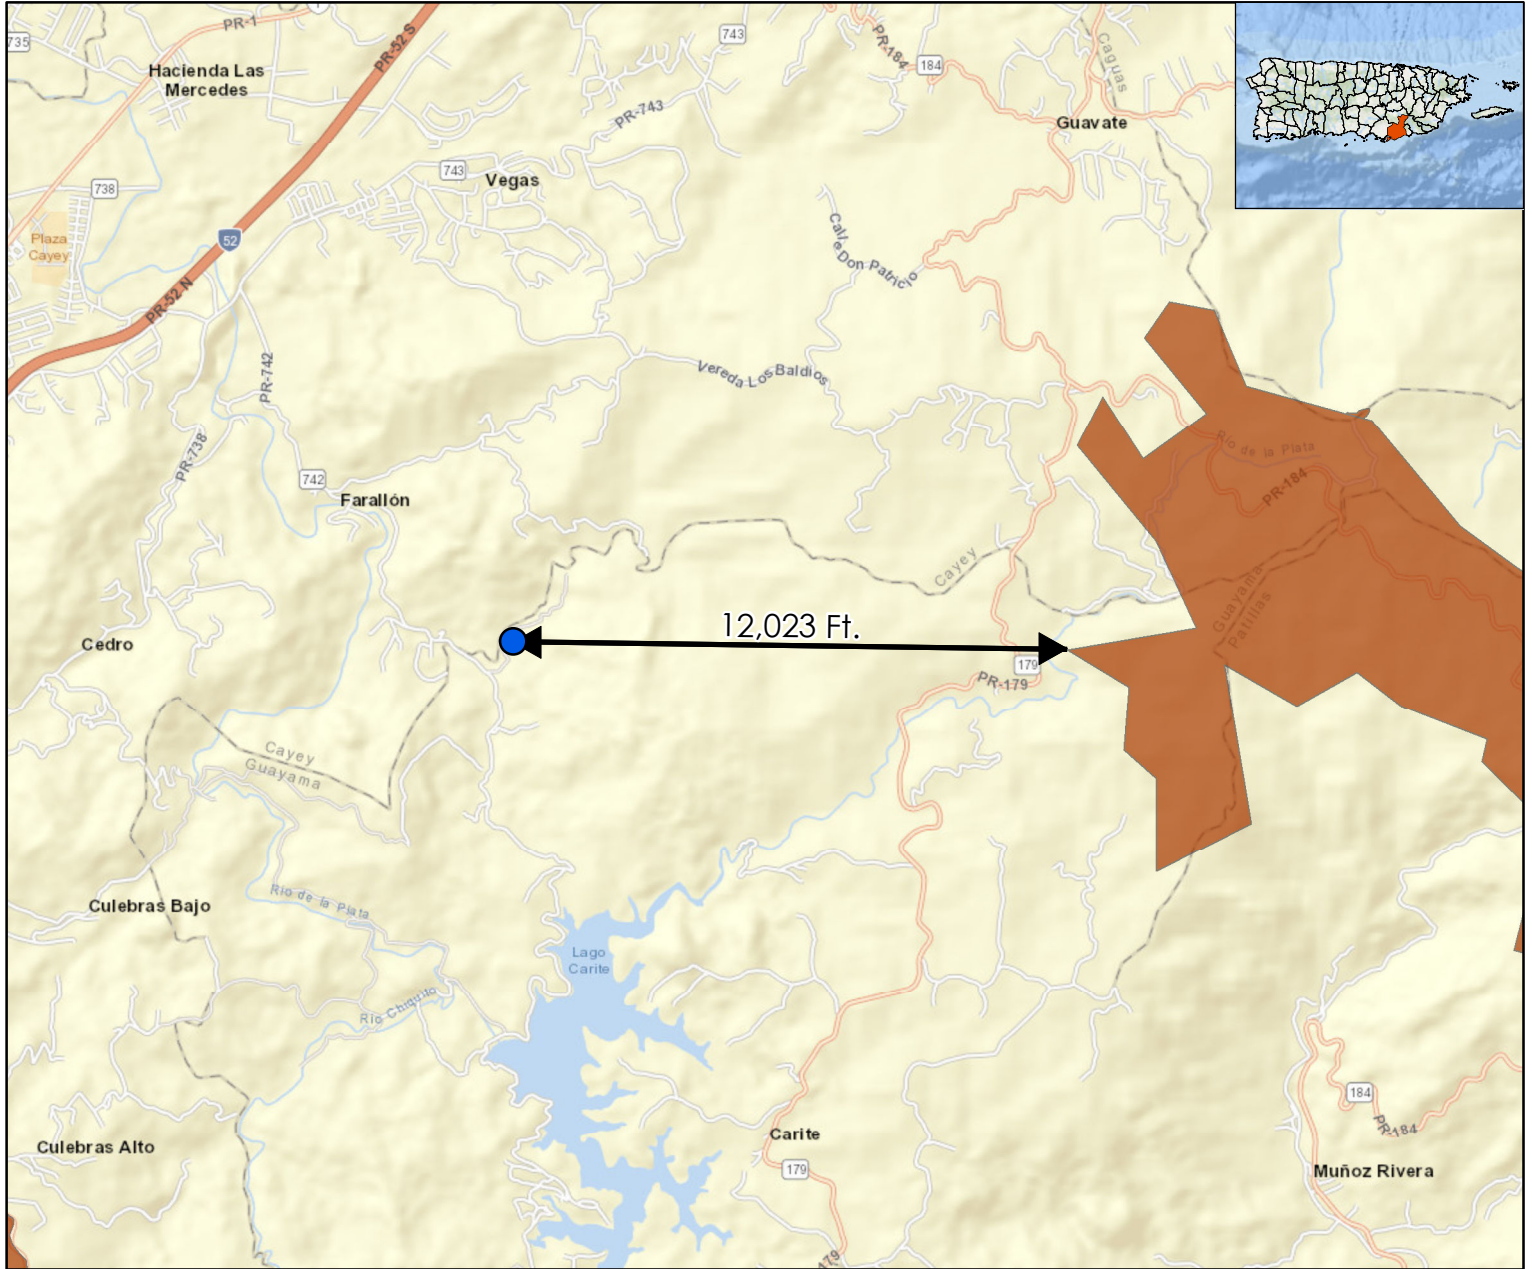 PR-1
PR-52 S
743
PR-184
184
Caguas
735
Hacienda Las
Mercedes
PR-743
Guavate
743
Vegas
738
Plaza
Cayey
52
Calle Don Patricio
PR-52 N
PR-742
Vereda Los Baldíos
PR-738
Río de la Plata
742
PR-184
Farallón
Cayey
Guayama
Patillas
12,023 Ft.
Cedro
179
PR-179
Cayey
Guayama
Culebras Bajo
Río de la Plata
Lago
Carite
Río Chiquito
184
PR-184
Carite
Culebras Alto
179
Muñoz Rivera
179